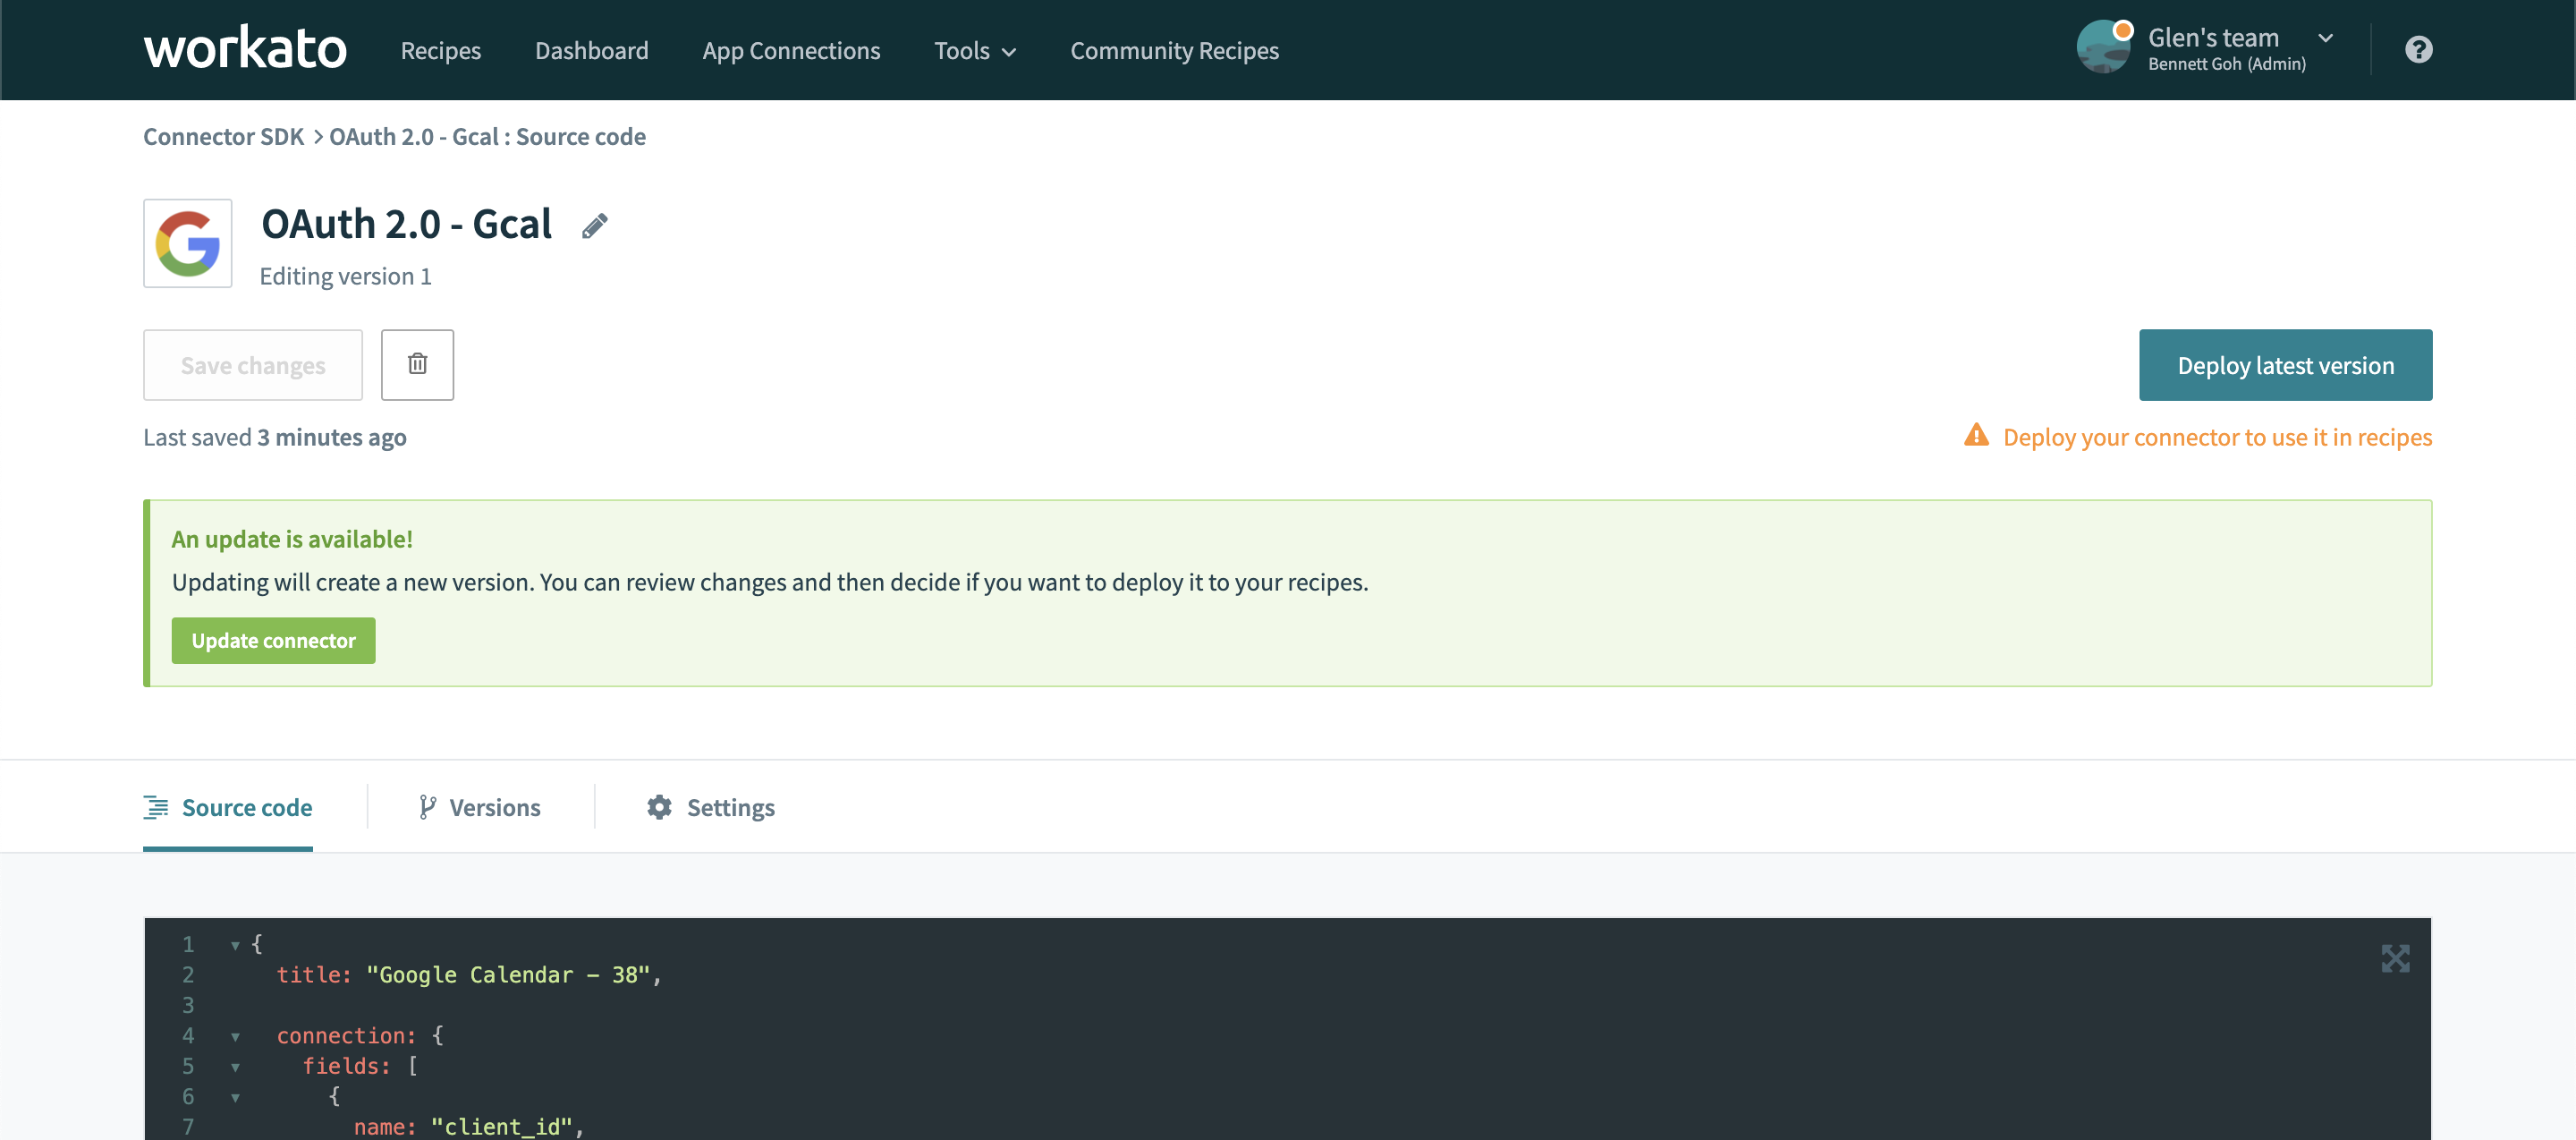 workato Recipes Dashboard App Connections Tools Community Recipes Glen's team
Bennett Goh (Admin)
Connector SDK > OAuth 2.0 - Gcal : Source code
OAuth 2.0 - Gcal
Editing version 1
Save changes
Deploy latest version
Last saved 3 minutes ago
Deploy your connector to use it in recipes
An update is available!
Updating will create a new version. You can review changes and then decide if you want to deploy it to your recipes.
Update connector
Source code Versions Settings
1 {
2 title: "Google Calendar – 38",
3
4 connection: {
5 fields: [
6 {
7 name: "client_id",